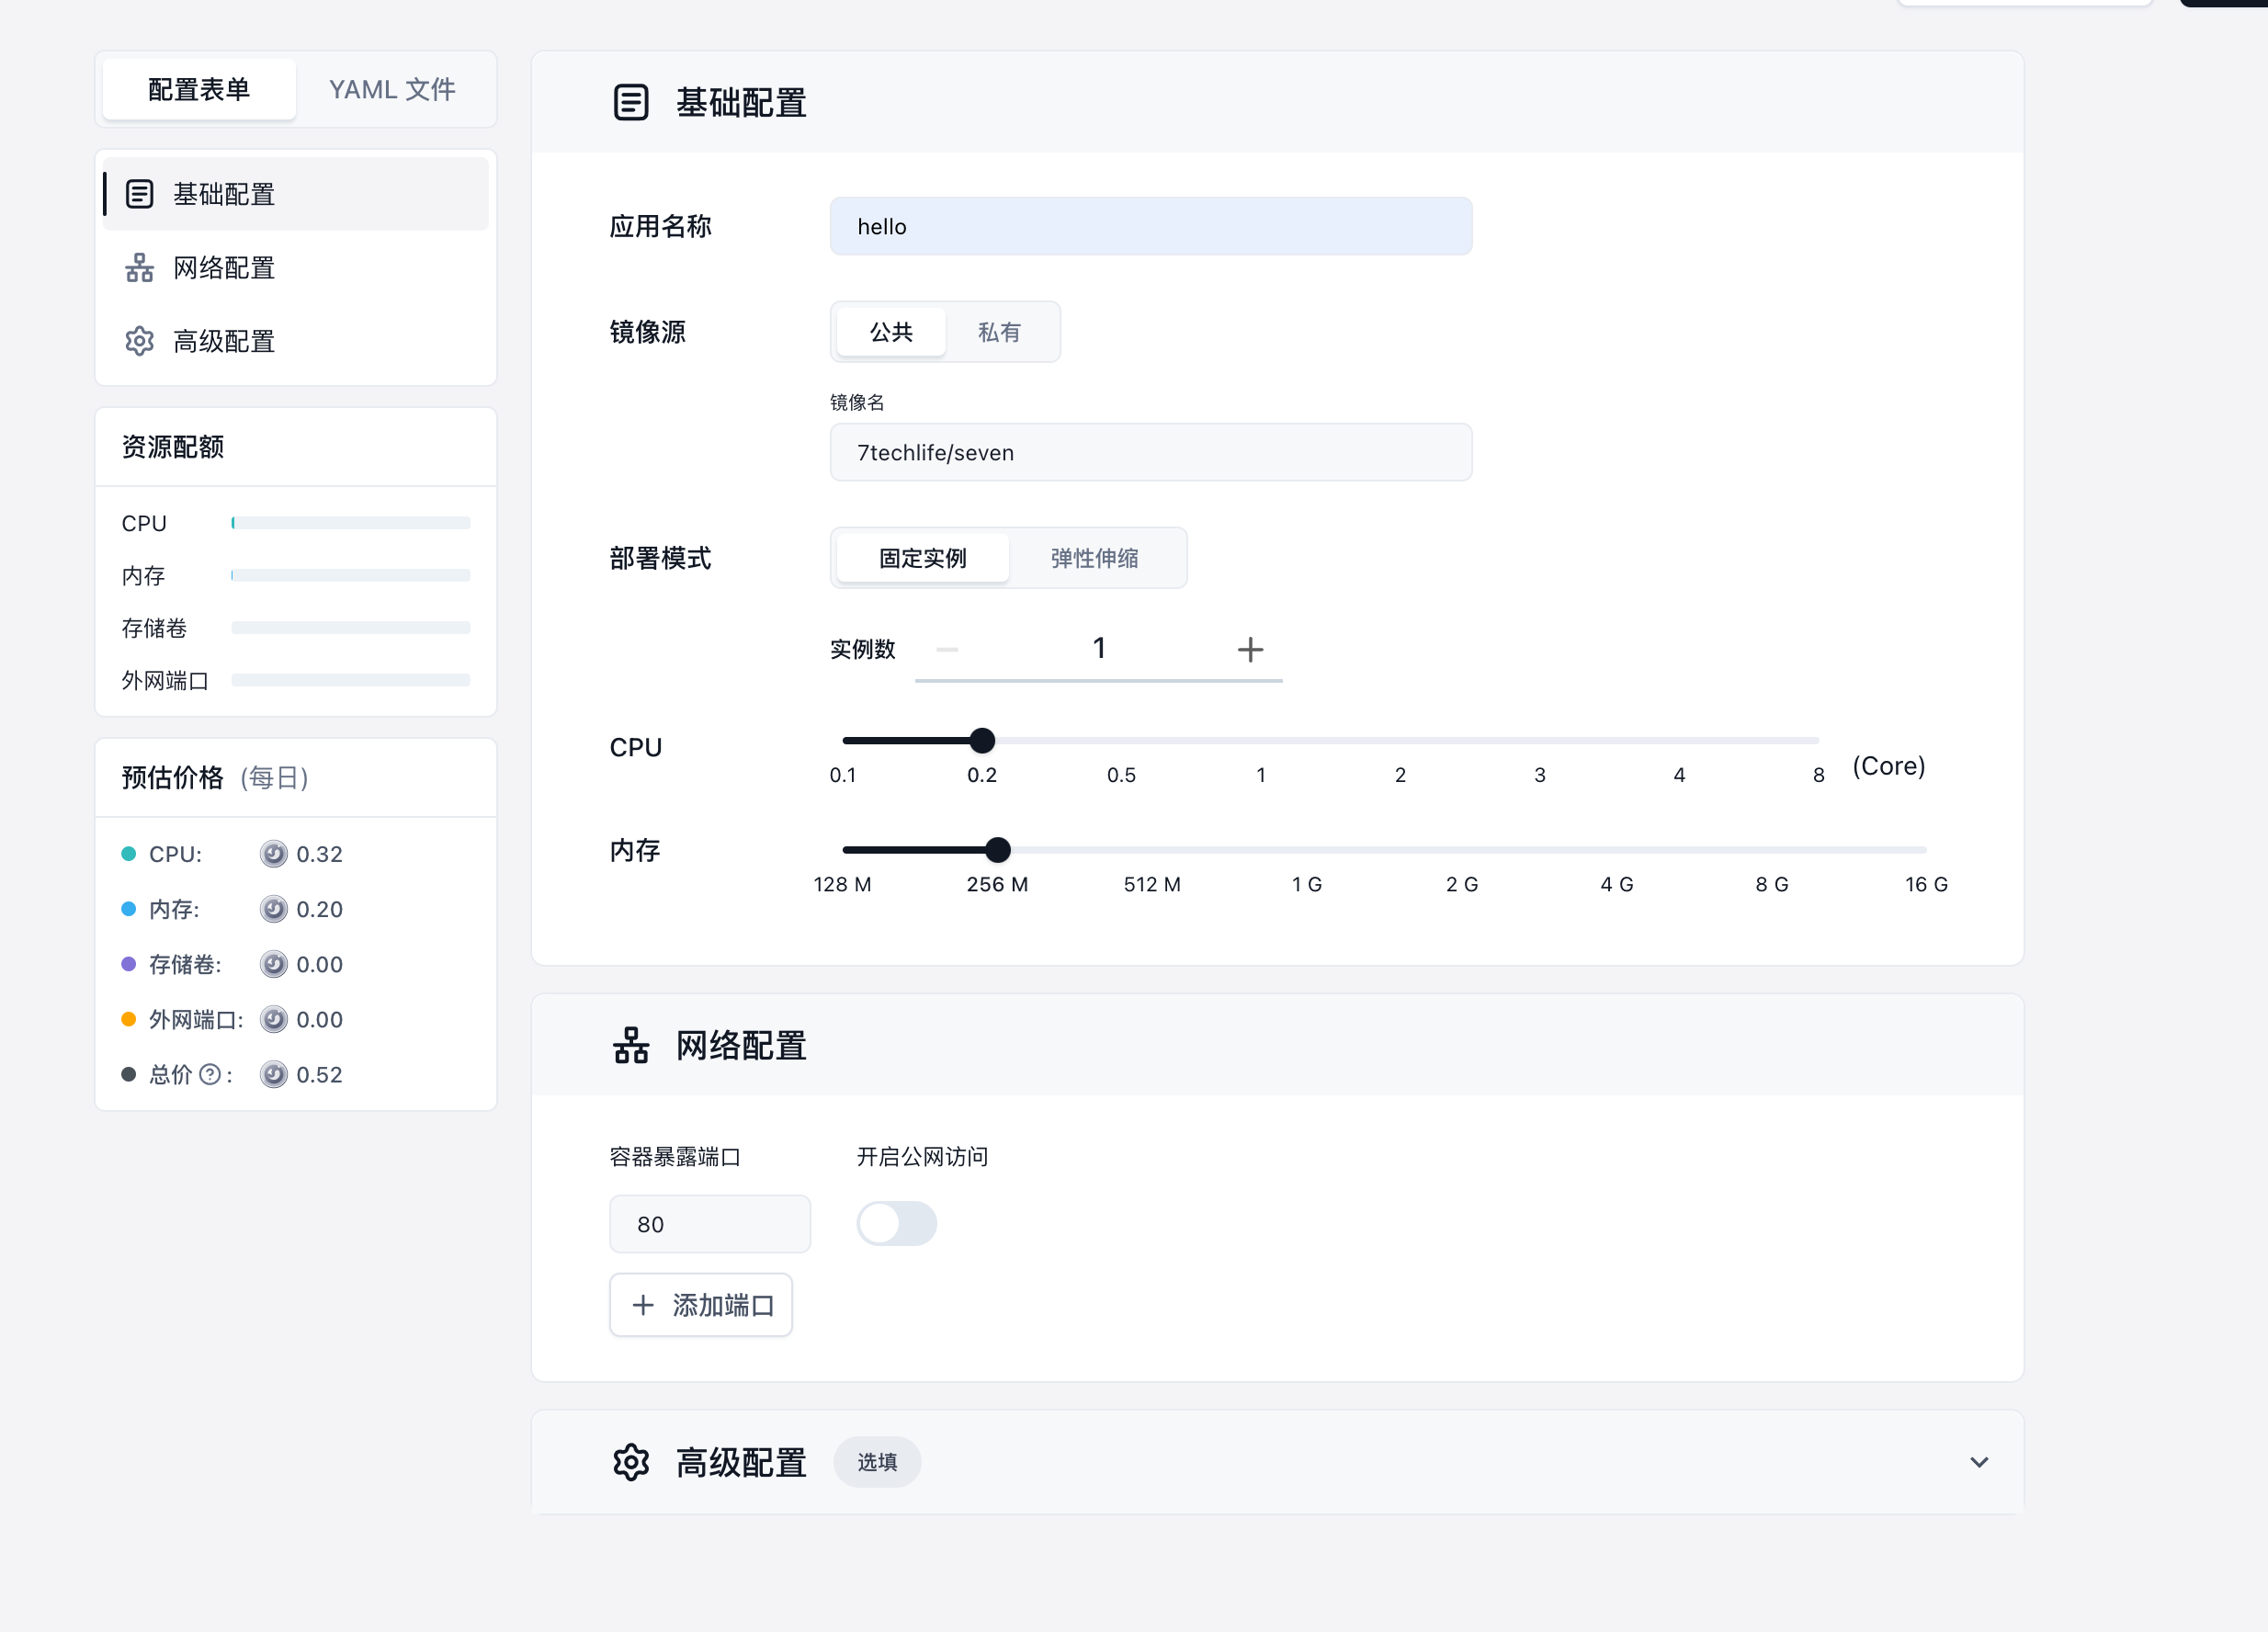 配置表单 YAML 文件
基础配置
网络配置
高级配置
资源配额
CPU
内存
存储卷
外网端口
预估价格 (每日)
CPU: 0.32
内存: 0.20
存储卷: 0.00
外网端口: 0.00
总价 ? : 0.52
基础配置
应用名称 hello
镜像源 公共 私有
镜像名
7techlife/seven
部署模式 固定实例 弹性伸缩
实例数 1
CPU
0.1 0.2 0.5 1 2 3 4 8 (Core)
内存
128 M 256 M 512 M 1 G 2 G 4 G 8 G 16 G
网络配置
容器暴露端口 开启公网访问
80
添加端口
高级配置 选填